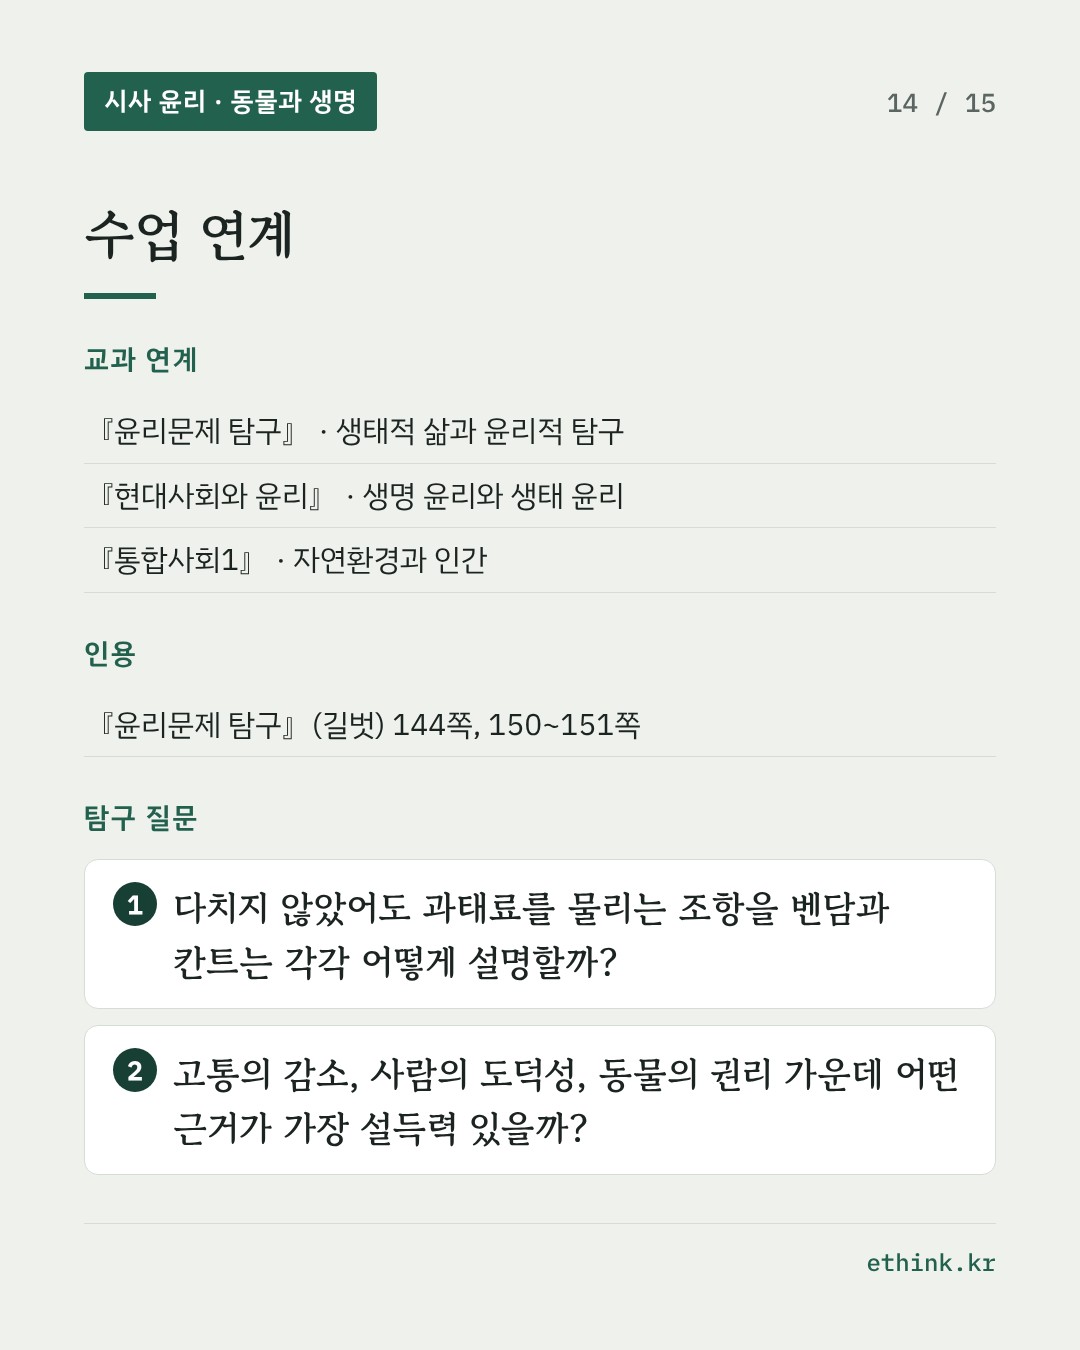 시사 윤리 · 동물과 생명
14 / 15
수업 연계
교과 연계
『윤리문제 탐구』 · 생태적 삶과 윤리적 탐구
『현대사회와 윤리』 · 생명 윤리와 생태 윤리
『통합사회1』 · 자연환경과 인간
인용
『윤리문제 탐구』(길벗) 144쪽, 150~151쪽
탐구 질문
1 다치지 않았어도 과태료를 물리는 조항을 벤담과
칸트는 각각 어떻게 설명할까?
2 고통의 감소, 사람의 도덕성, 동물의 권리 가운데 어떤
근거가 가장 설득력 있을까?
ethink.kr